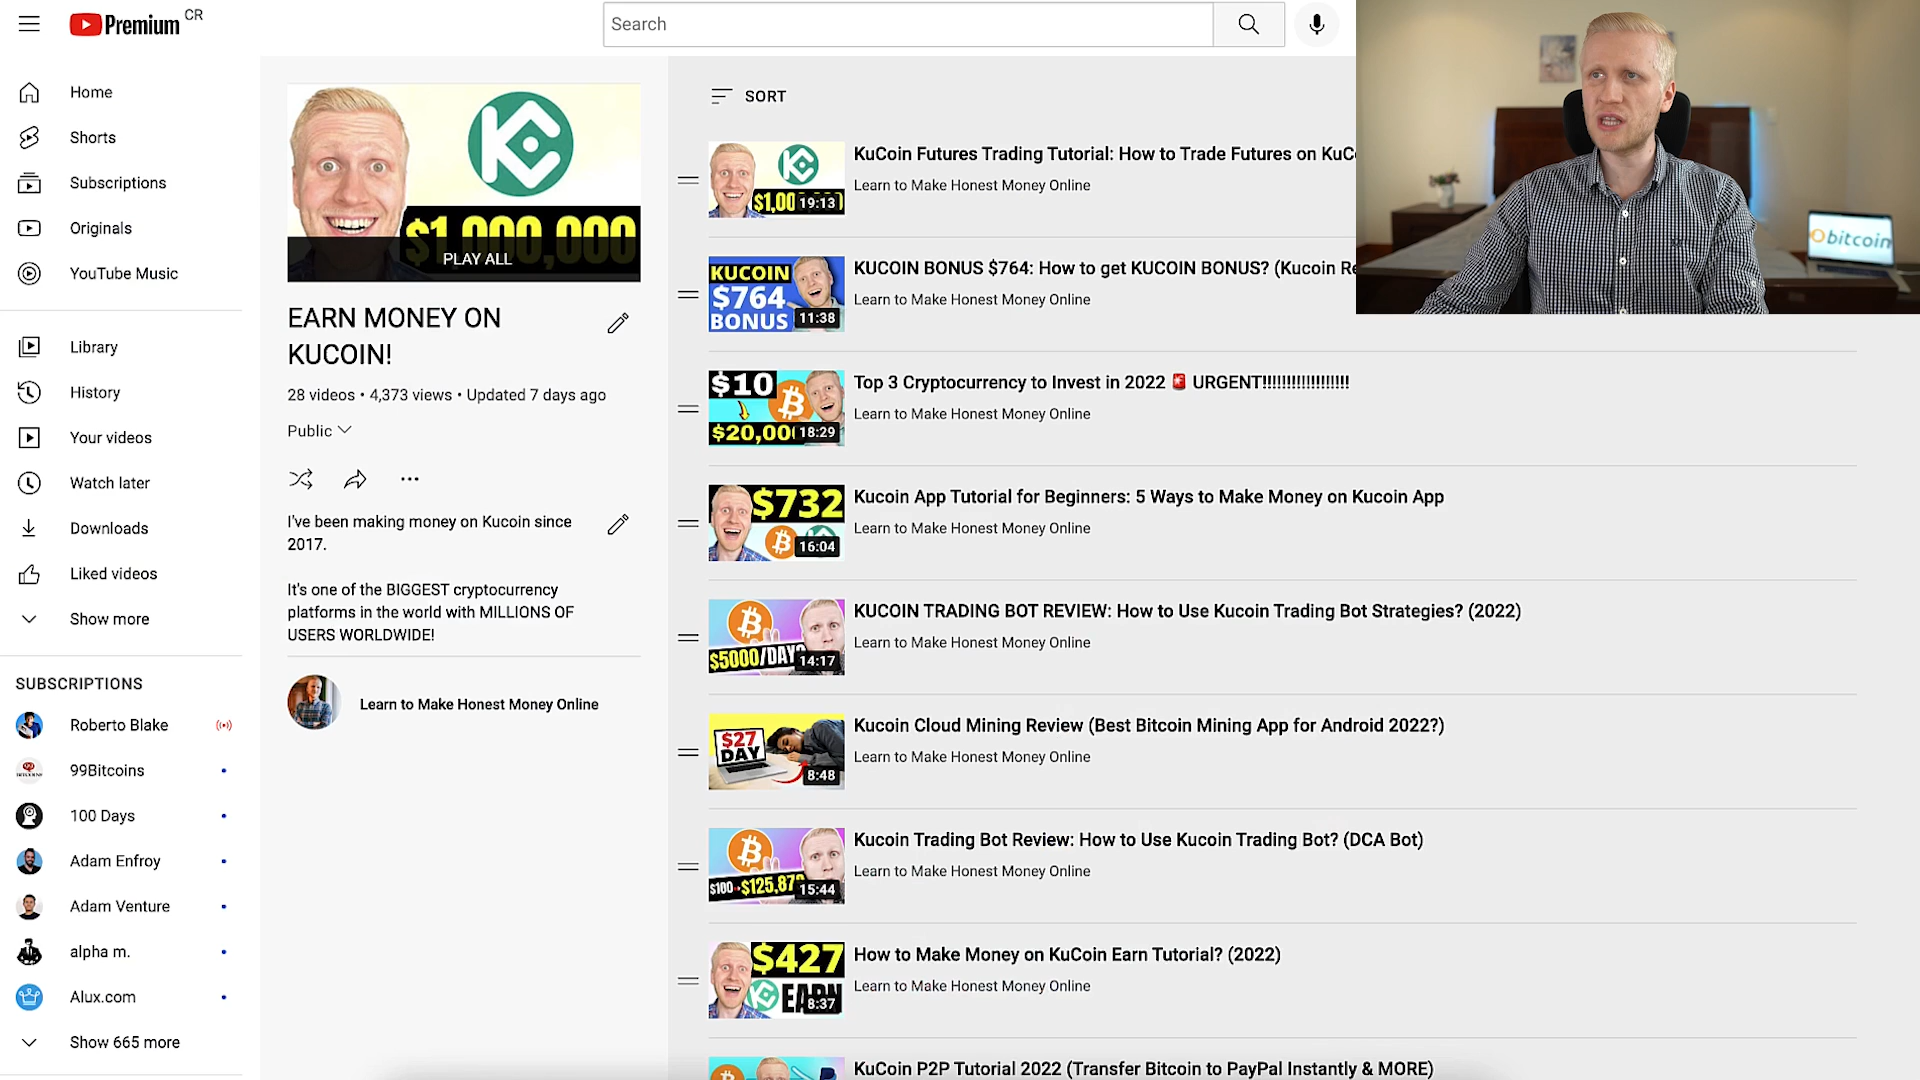 Premium CR
Search
Home
Shorts
Subscriptions
Originals
YouTube Music
Library
History
Your videos
Watch later
Downloads
Liked videos
Show more
SUBSCRIPTIONS
Roberto Blake
99Bitcoins
100 Days
Adam Enfroy
Adam Venture
alpha m.
Alux.com
Show 665 more
$1,000,000
PLAY ALL
EARN MONEY ON
KUCOIN!
28 videos • 4,373 views • Updated 7 days ago
Public
I've been making money on Kucoin since
2017.
It's one of the BIGGEST cryptocurrency
platforms in the world with MILLIONS OF
USERS WORLDWIDE!
Learn to Make Honest Money Online
SORT
19:13
KuCoin Futures Trading Tutorial: How to Trade Futures on KuC
Learn to Make Honest Money Online
KUCOIN
$764
BONUS
11:38
KUCOIN BONUS $764: How to get KUCOIN BONUS? (Kucoin Re
Learn to Make Honest Money Online
$10
$20,00
18:29
Top 3 Cryptocurrency to Invest in 2022 🚨 URGENT!!!!!!!!!!!!!!!!!!
Learn to Make Honest Money Online
$732
16:04
Kucoin App Tutorial for Beginners: 5 Ways to Make Money on Kucoin App
Learn to Make Honest Money Online
$5000/DAY?
14:17
KUCOIN TRADING BOT REVIEW: How to Use Kucoin Trading Bot Strategies? (2022)
Learn to Make Honest Money Online
$27
DAY
8:48
Kucoin Cloud Mining Review (Best Bitcoin Mining App for Android 2022?)
Learn to Make Honest Money Online
$100
$125,87
15:44
Kucoin Trading Bot Review: How to Use Kucoin Trading Bot? (DCA Bot)
Learn to Make Honest Money Online
$427
EARN
8:37
How to Make Money on KuCoin Earn Tutorial? (2022)
Learn to Make Honest Money Online
KuCoin P2P Tutorial 2022 (Transfer Bitcoin to PayPal Instantly & MORE)
bitcoin